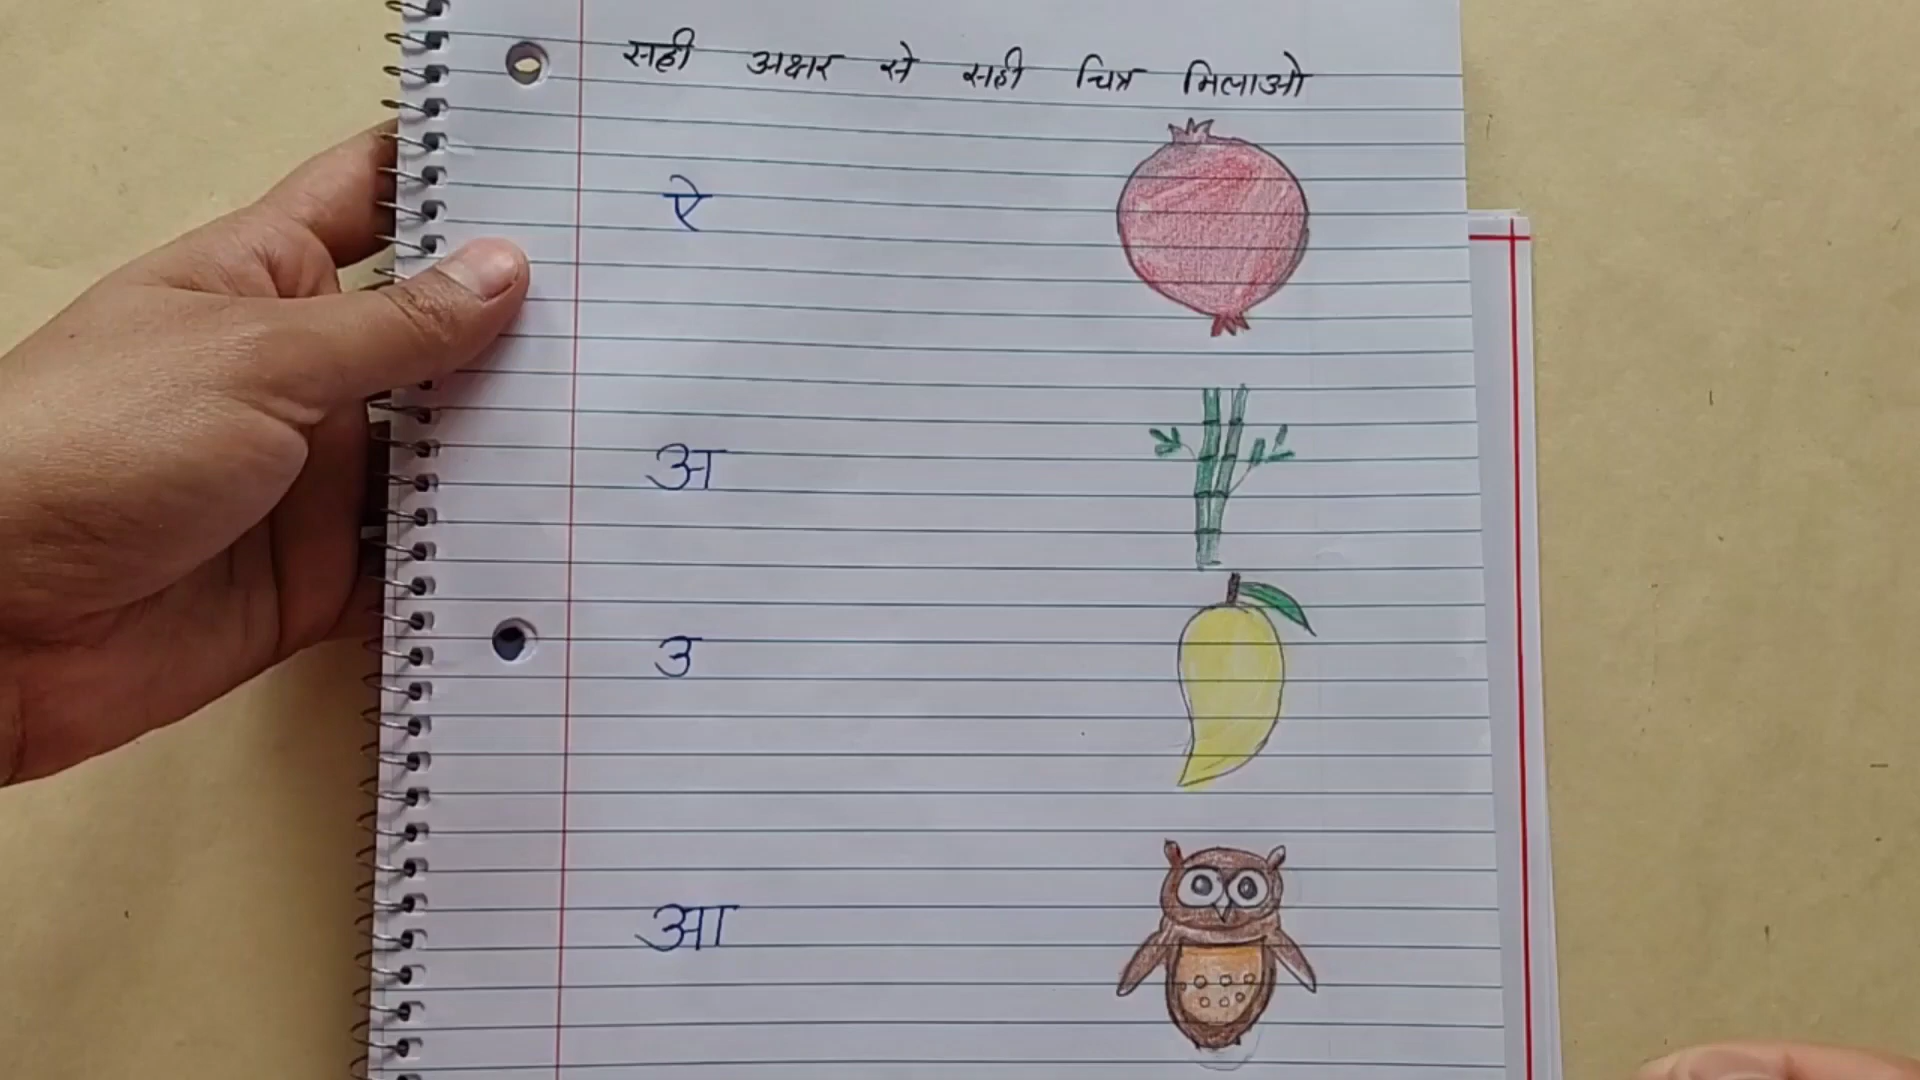 सही अक्षर से सही चित्र मिलाओ
ऐ
अ
उ
आ